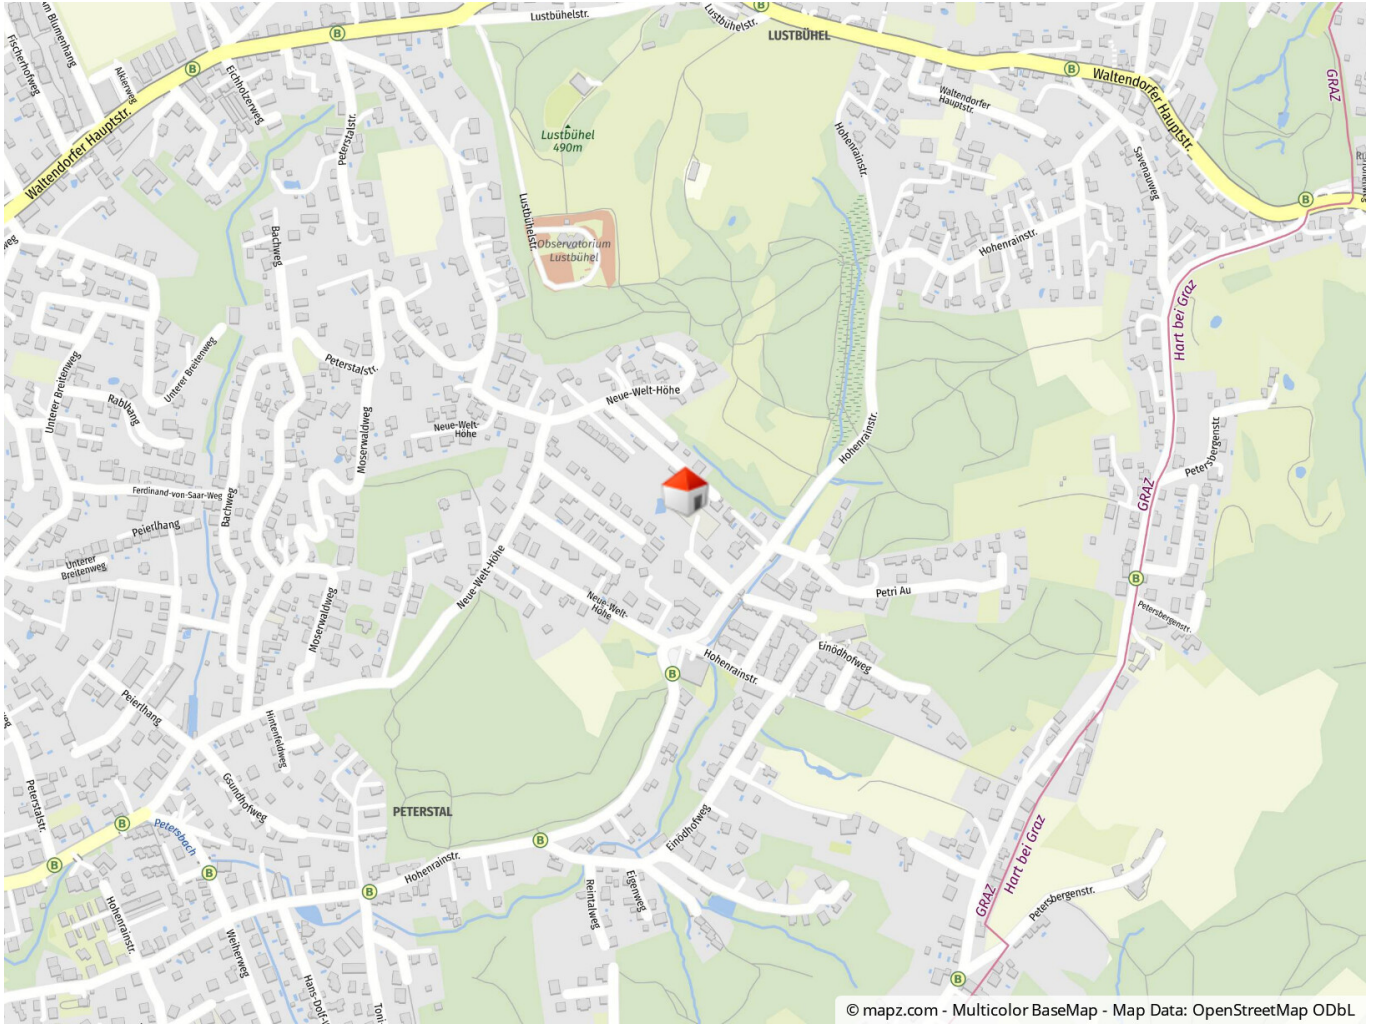 Lustbühelstr.
Lustbühelstr.
LUSTBÜHEL
B
B
B
B
Fischerhofweg
Alkierweg
Eichholzerweg
Waltendorfer Hauptstr.
Peterstalstr.
Lustbühel
490m
Waltendorfer
Hauptstr.
Waltendorfer Hauptstr.
GRAZ
Hohenrainstr.
Savenauweg
B
Lustbühelstr.
Observatorium
Lustbühel
Bachweg
Hohenrainstr.
Hart bei Graz
Unterer Breitenweg
Unterer Breitenweg
Rablhang
Peterstalstr.
Neue-Welt-Höhe
Neue-Welt-
Höhe
Moserwaldweg
Hohenrainstr.
Petersbergenstr.
Ferdinand-von-Saar-Weg
Bachweg
GRAZ
Peierlhang
Unterer
Breitenweg
Neue-Welt-Höhe
B
Petri Au
Neue-Welt-
Höhe
Petersbergenstr.
Moserwaldweg
Einödhofweg
Hohenrainstr.
B
Peierlhang
Hintenfeldweg
Gsundhofweg
Peterstalstr.
PETERSTAL
B
Petersbach
B
B
B
B
Hohenrainstr.
Einödhofweg
Hart bei Graz
GRAZ
Petersbergenstr.
Reintalweg
Eigenweg
Hohenrainstr.
Weiherweg
B
© mapz.com - Multicolor BaseMap - Map Data: OpenStreetMap ODbL